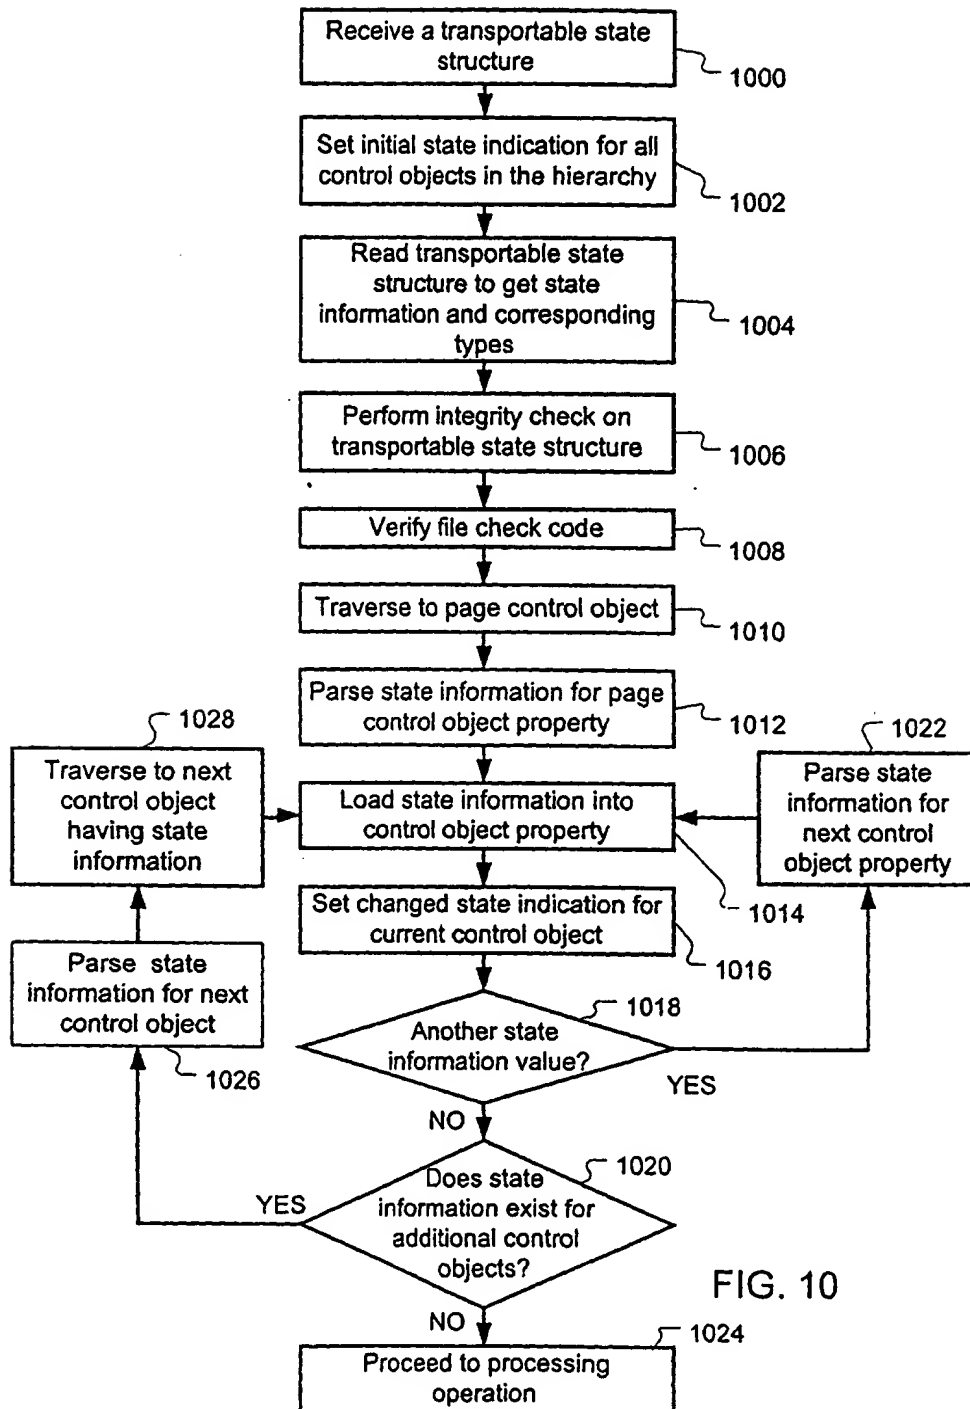 Receive a transportable state
structure
1000
Set initial state indication for all
control objects in the hierarchy
1002
Read transportable state
structure to get state
information and corresponding
types
1004
Perform integrity check on
transportable state structure
1006
Verify file check code
1008
Traverse to page control object
1010
Parse state information for page
control object property
1012
1028
Traverse to next
control object
having state
information
Load state information into
control object property
1014
1022
Parse state
information for
next control
object property
Set changed state indication for
current control object
1016
Parse state
information for next
control object
1026
1018
Another state
information value?
YES
NO
1020
Does state
information exist for
additional control
objects?
YES
FIG. 10
NO
1024
Proceed to processing
operation